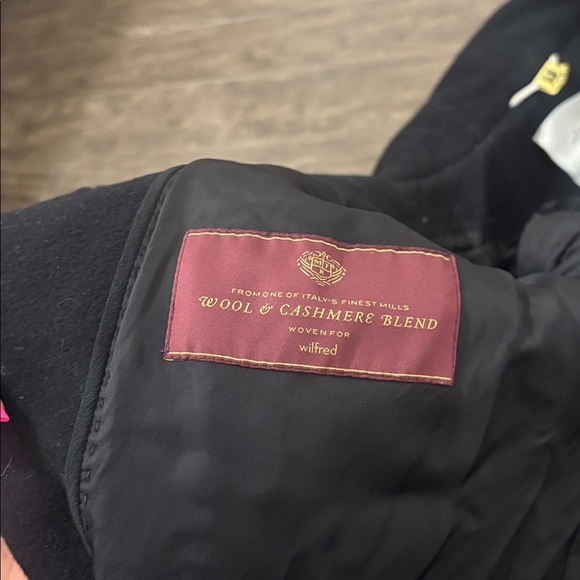 FROM ONE OF ITALY'S FINEST MILLS
WOOL & CASHMERE BLEND
WOVEN FOR
wilfred